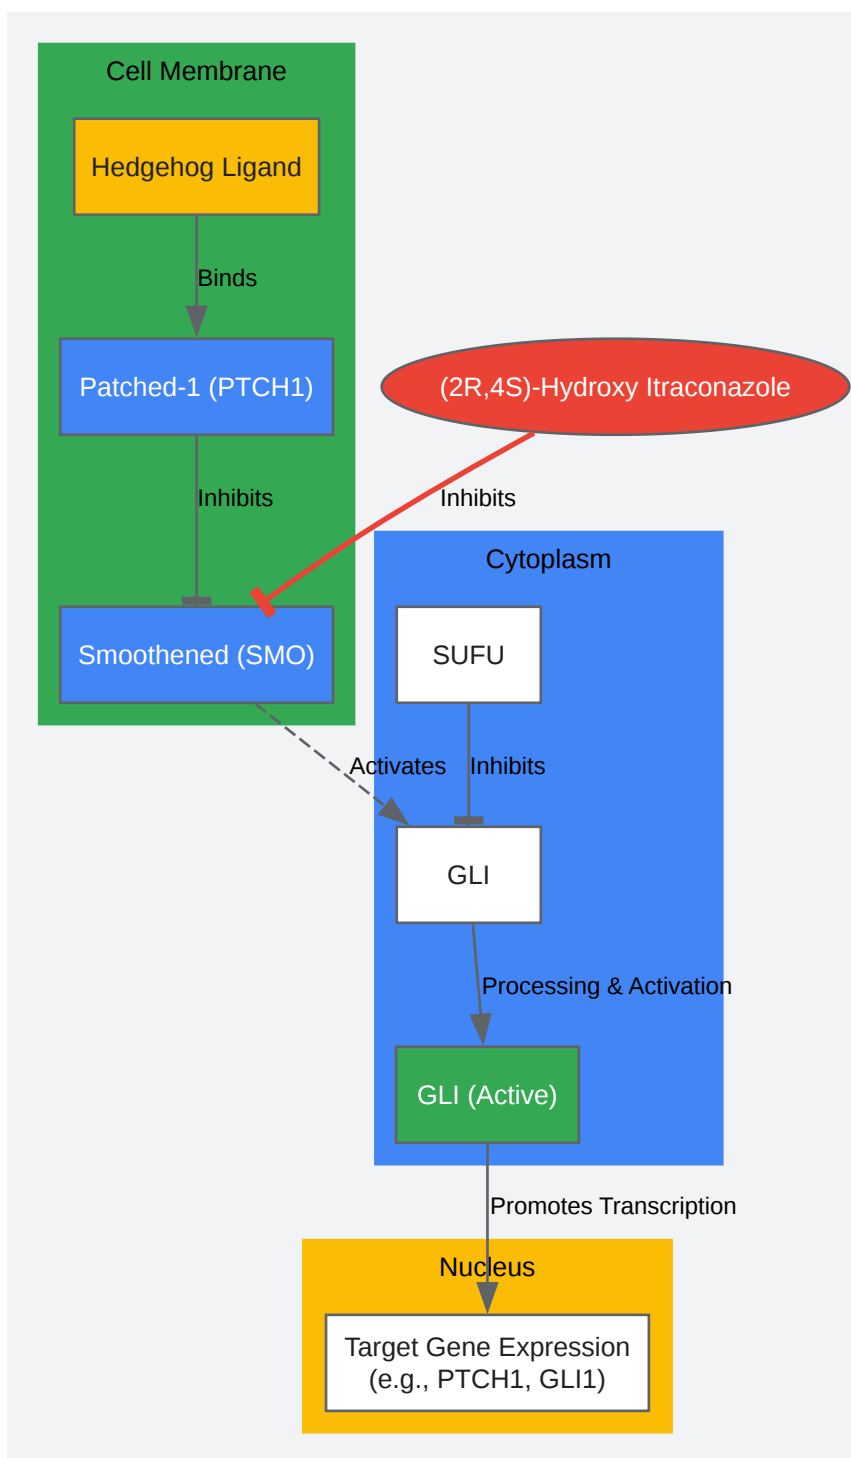 Cell Membrane
Hedgehog Ligand
Binds
Patched-1 (PTCH1)
(2R,4S)-Hydroxy Itraconazole
Inhibits
Inhibits
Cytoplasm
Smoothened (SMO)
SUFU
Activates
Inhibits
GLI
Processing & Activation
GLI (Active)
Promotes Transcription
Nucleus
Target Gene Expression
(e.g., PTCH1, GLI1)